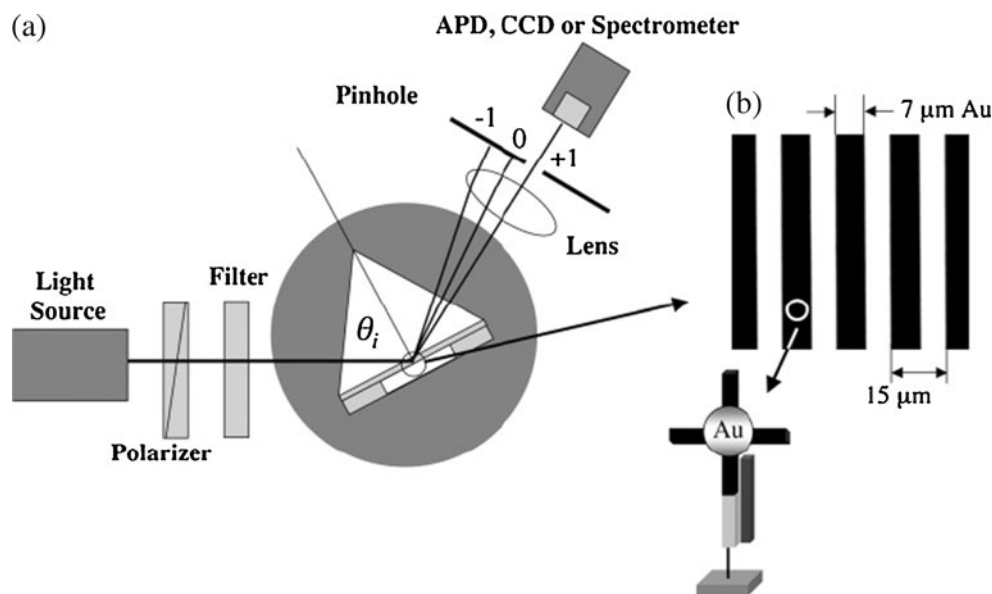 (a)
APD, CCD or Spectrometer
Pinhole
-1
0
+1
Lens
Light
Source
Filter
θi
Polarizer
(b)
7 μm Au
15 μm
Au